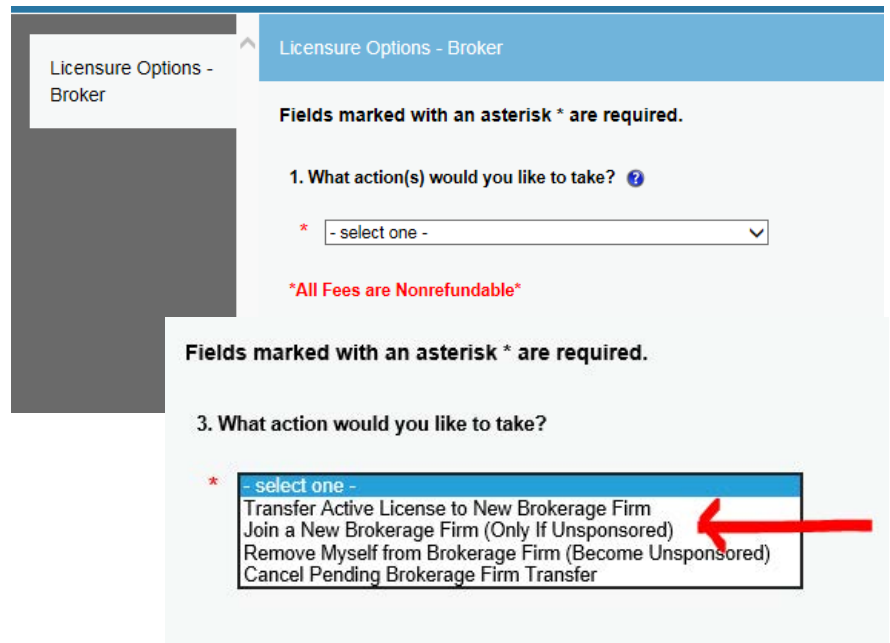 Licensure Options -
Broker
Licensure Options - Broker
Fields marked with an asterisk * are required.
1. What action(s) would you like to take?
* - select one -
*All Fees are Nonrefundable*
Fields marked with an asterisk * are required.
3. What action would you like to take?
* - select one -
Transfer Active License to New Brokerage Firm
Join a New Brokerage Firm (Only If Unsponsored)
Remove Myself from Brokerage Firm (Become Unsponsored)
Cancel Pending Brokerage Firm Transfer